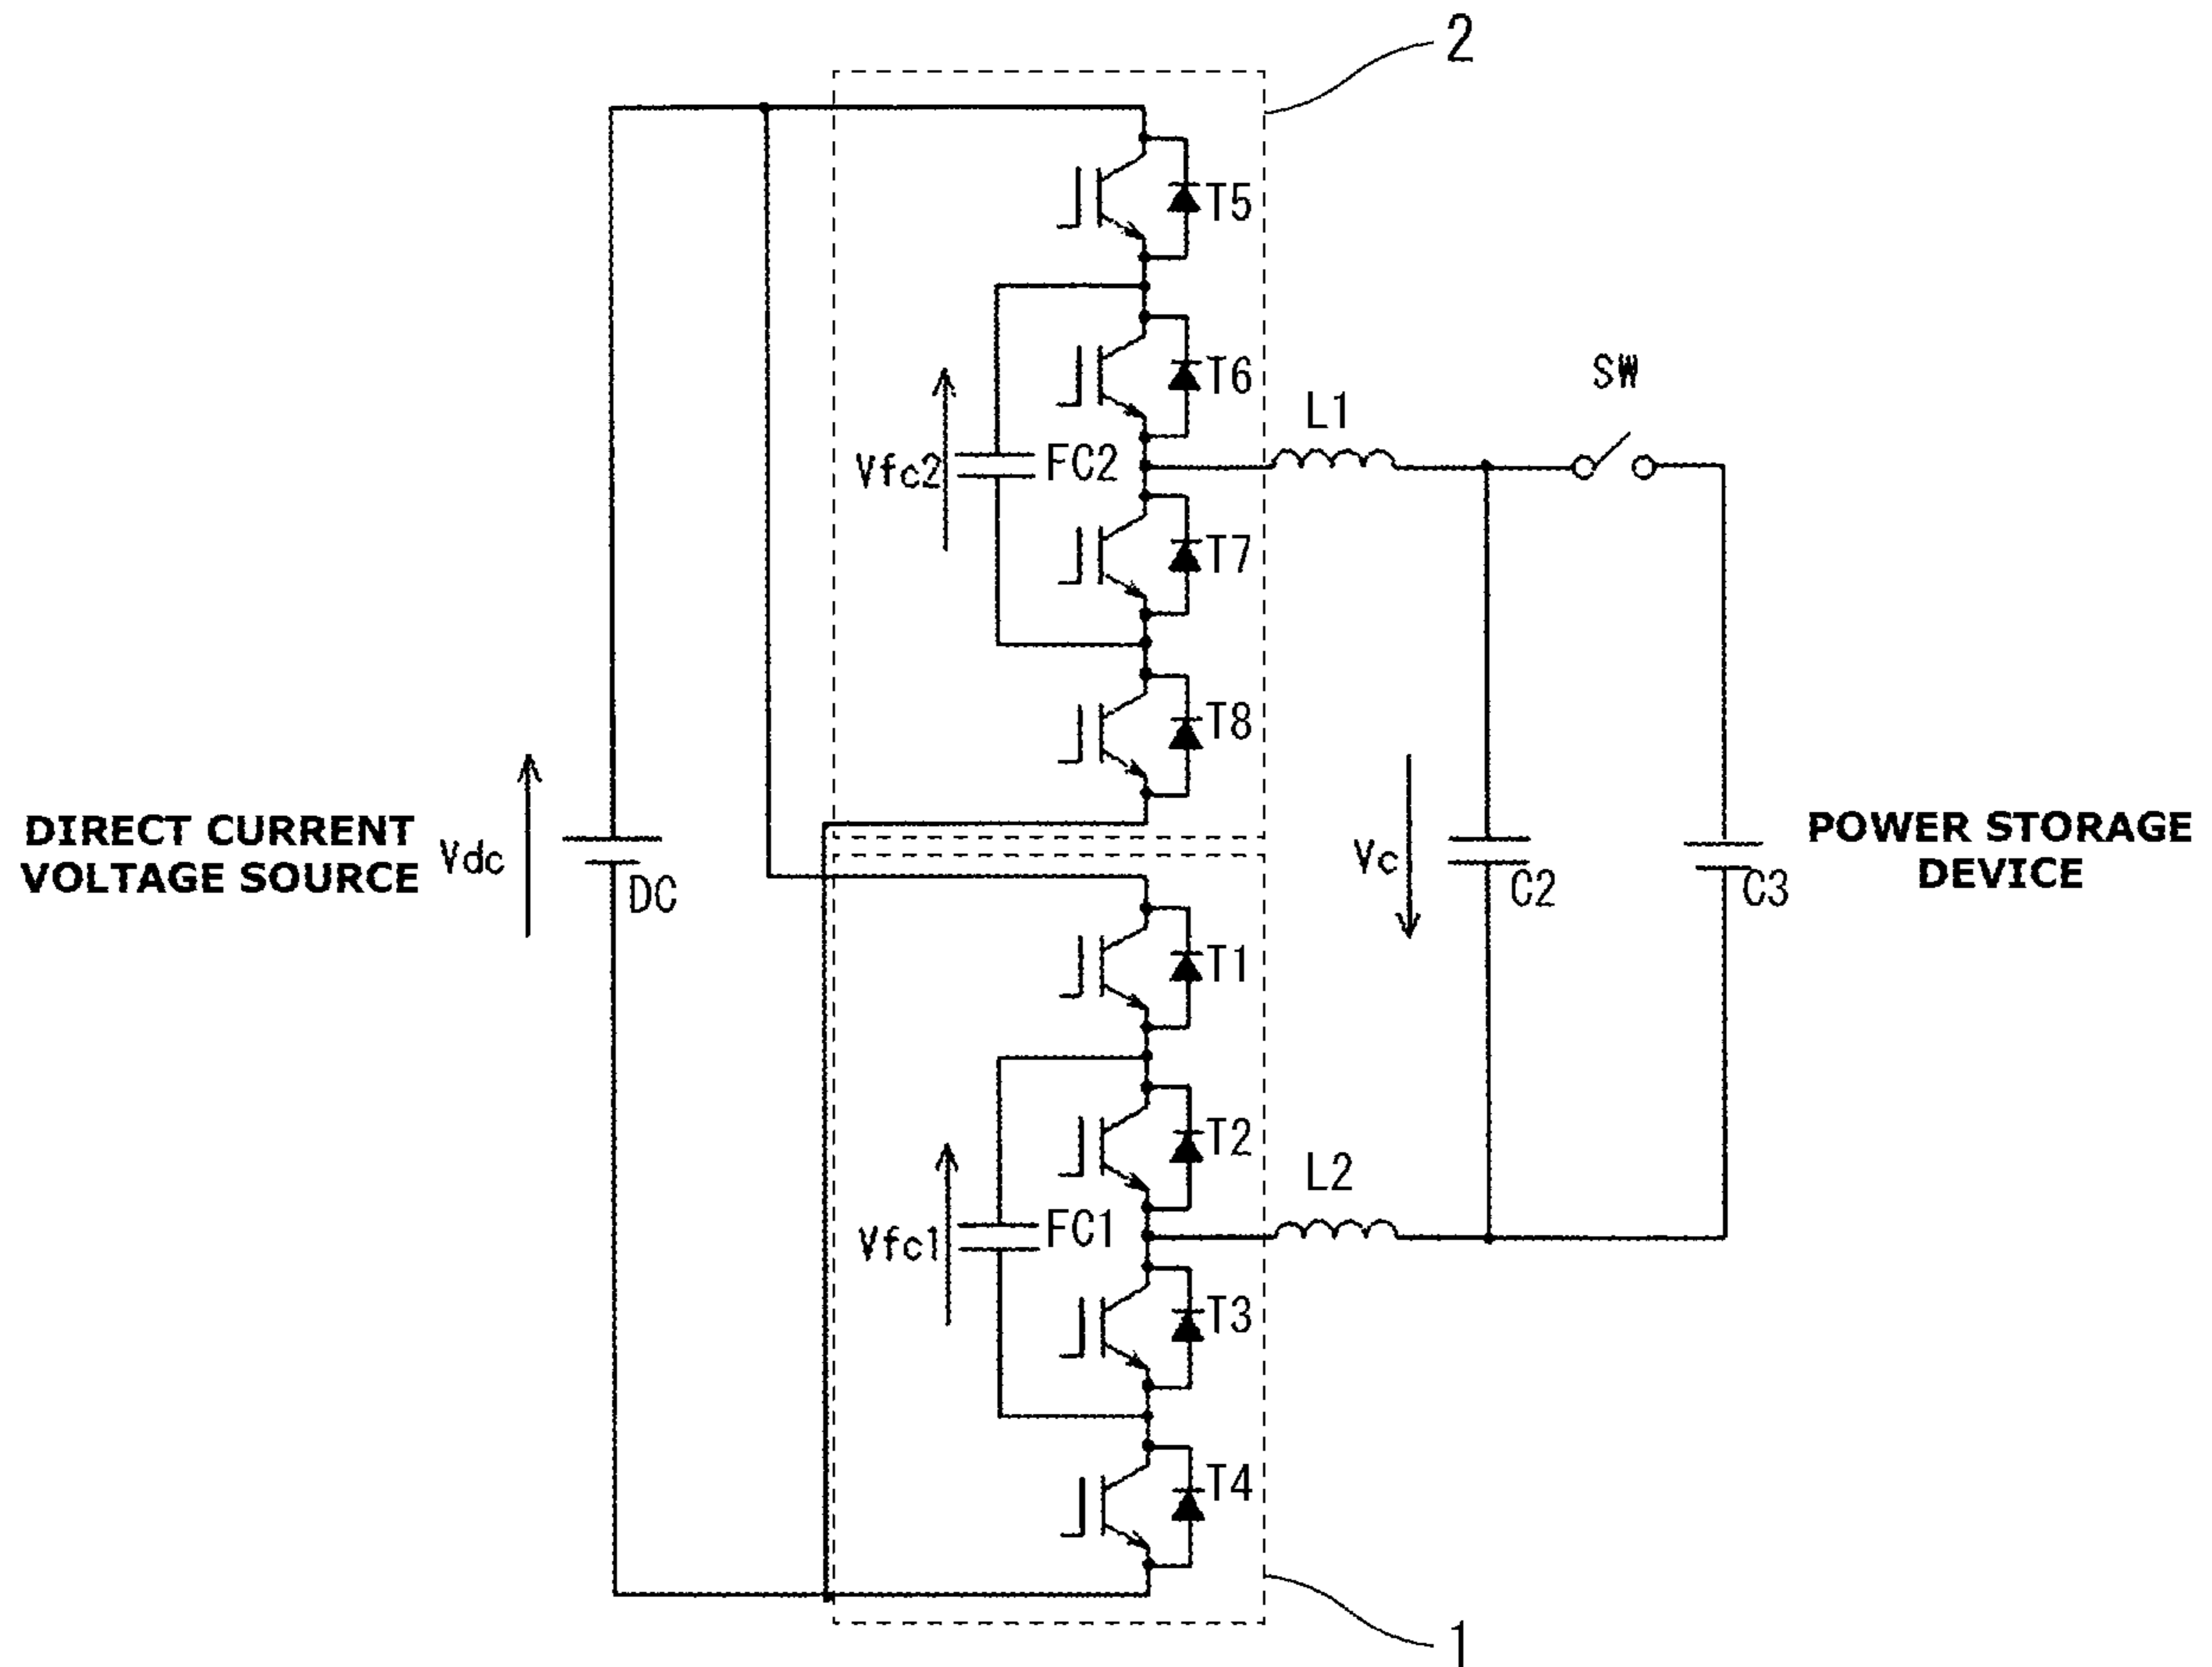 2
T5
T6
SW
L1
Vfc2
FC2
T7
T8
DIRECT CURRENT
VOLTAGE SOURCE
Vdc
DC
Vc
C2
C3
POWER STORAGE
DEVICE
T1
T2
L2
Vfc1
FC1
T3
T4
1